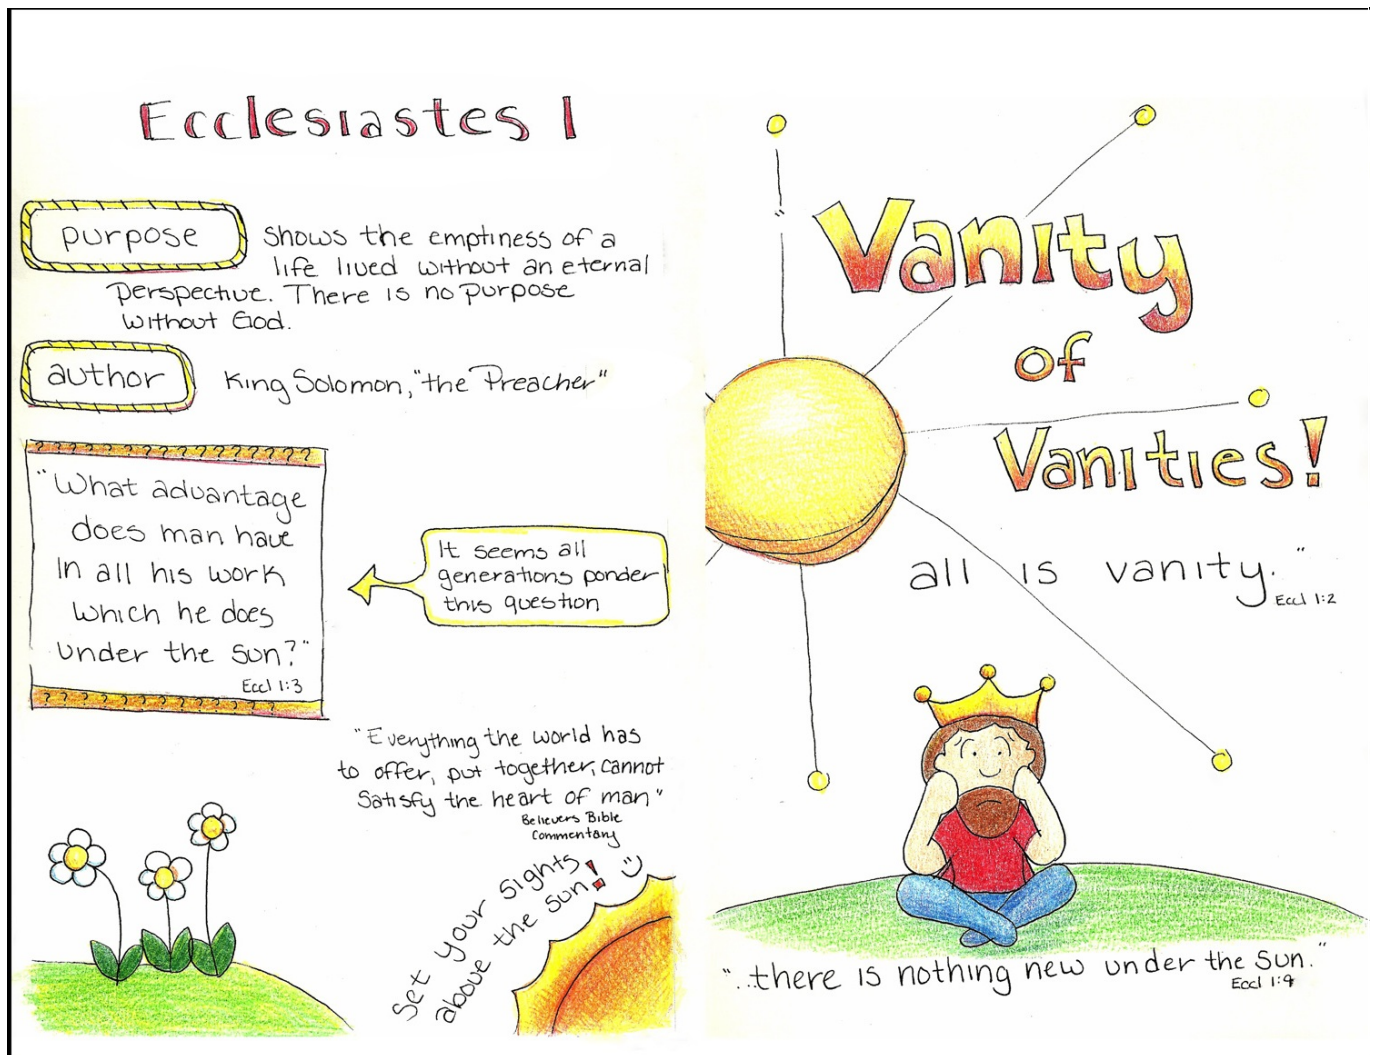 Ecclesiastes 1
purpose
Shows the emptiness of a
life lived without an eternal
perspective. There is no purpose
without God.
author
King Solomon, "the Preacher"
? ? ? ? ? ? ? ? ? ? ? ? ? ?
"What advantage
does man have
in all his work
which he does
under the sun?"
Eccl 1:3
? ? ? ? ? ? ? ? ? ? ? ?
It seems all
generations ponder
this question
"Everything the world has
to offer, put together, cannot
satisfy the heart of man"
Believers Bible
Commentary
Set your sights
above the sun!
"Vanity
of
Vanities!
all is vanity."
Eccl 1:2
"...there is nothing new under the sun."
Eccl 1:9